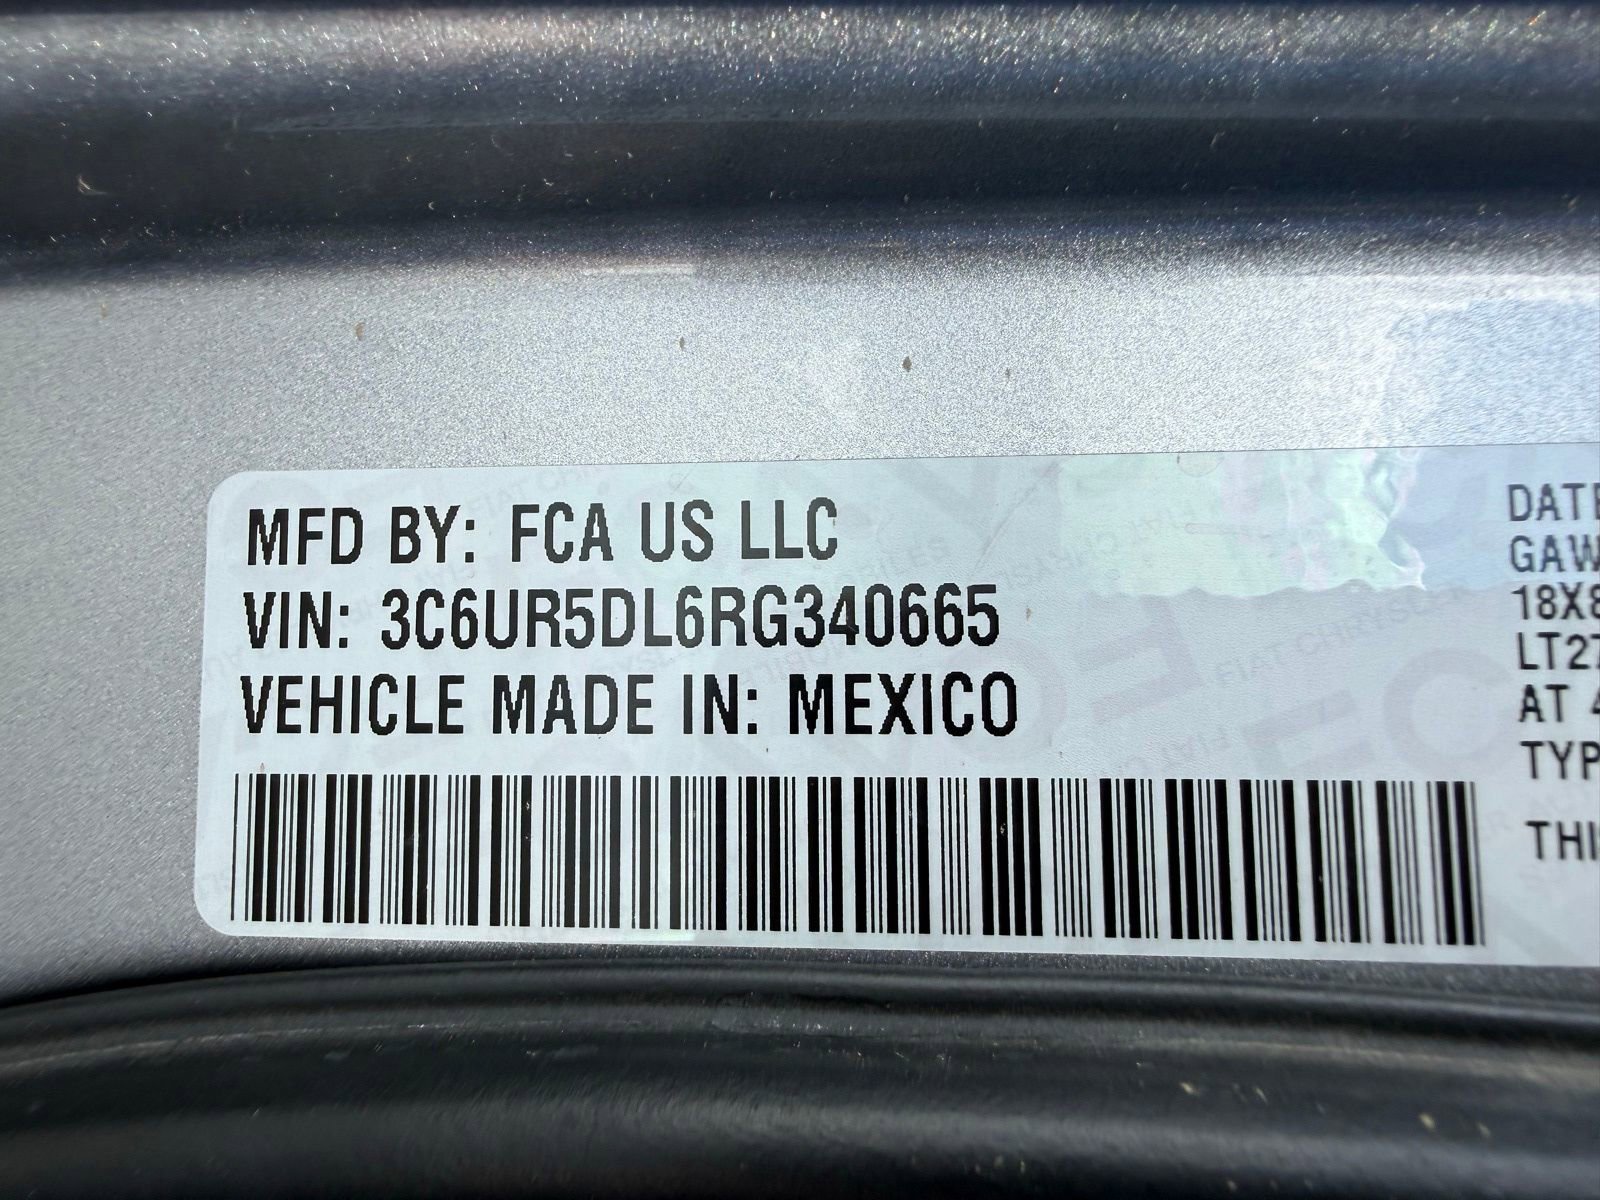 MFD BY: FCA US LLC
VIN: 3C6UR5DL6RG340665
VEHICLE MADE IN: MEXICO
DATE
GAW
18X8
LT27
AT 4
TYP
THI